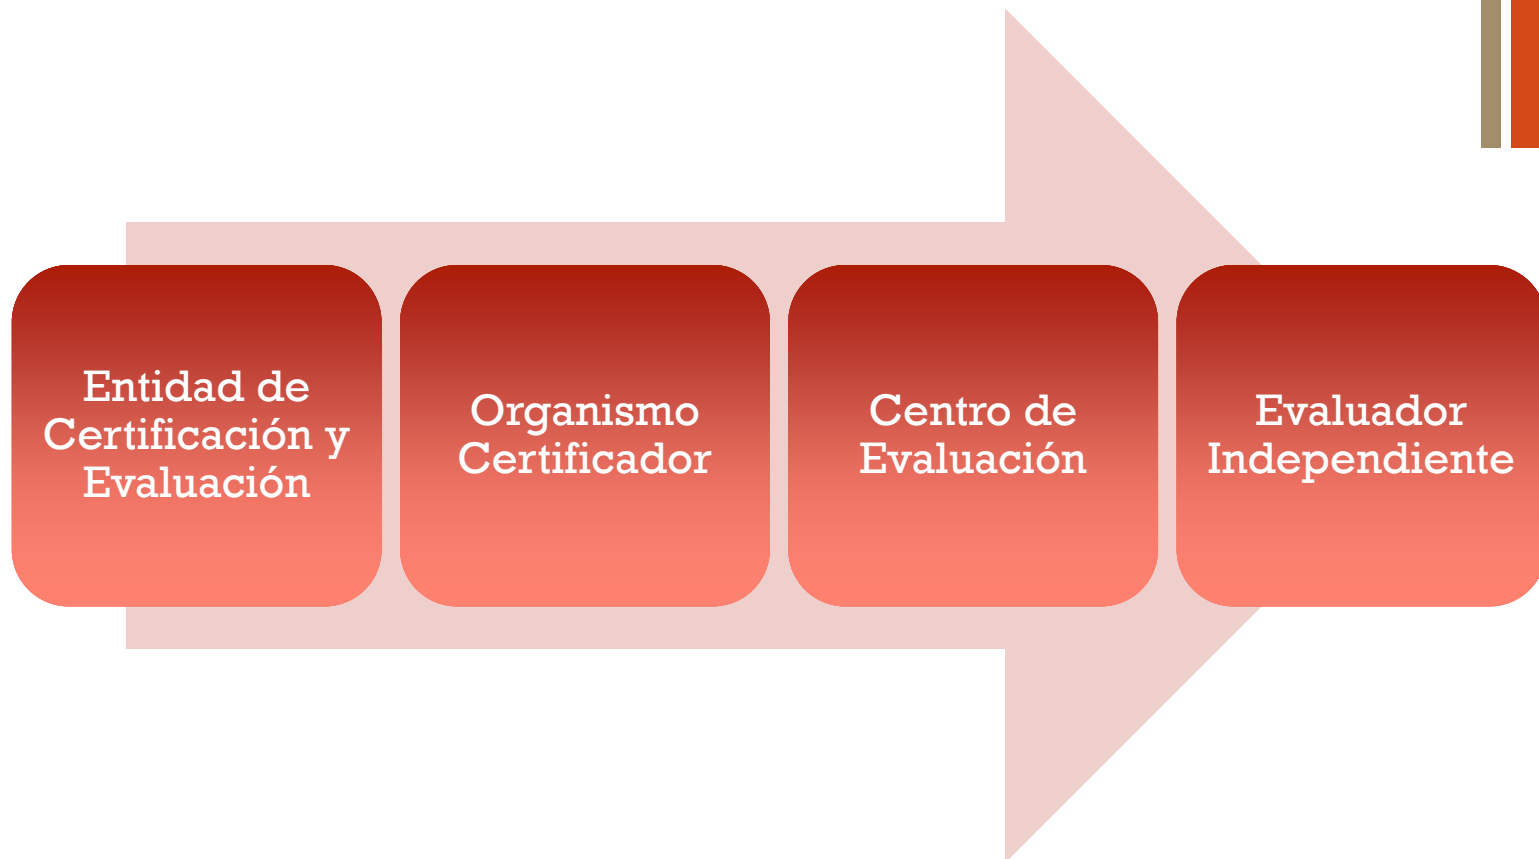 Entidad de
Certificación y
Evaluación
Organismo
Certificador
Centro de
Evaluación
Evaluador
Independiente